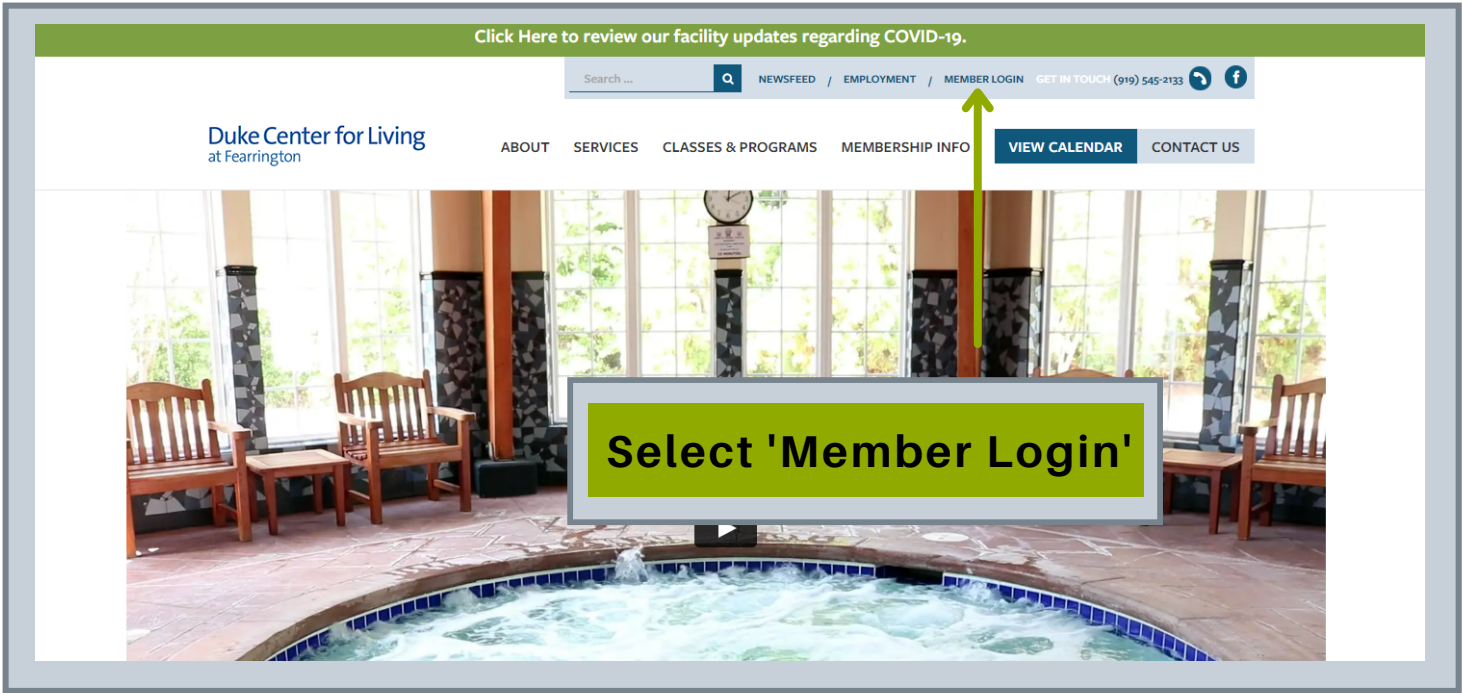 Click Here to review our facility updates regarding COVID-19.
Search ...
NEWSFEED / EMPLOYMENT / MEMBER LOGIN GET IN TOUCH (919) 545-2133
Duke Center for Living
at Fearrington
ABOUT SERVICES CLASSES & PROGRAMS MEMBERSHIP INFO VIEW CALENDAR CONTACT US
Select 'Member Login'